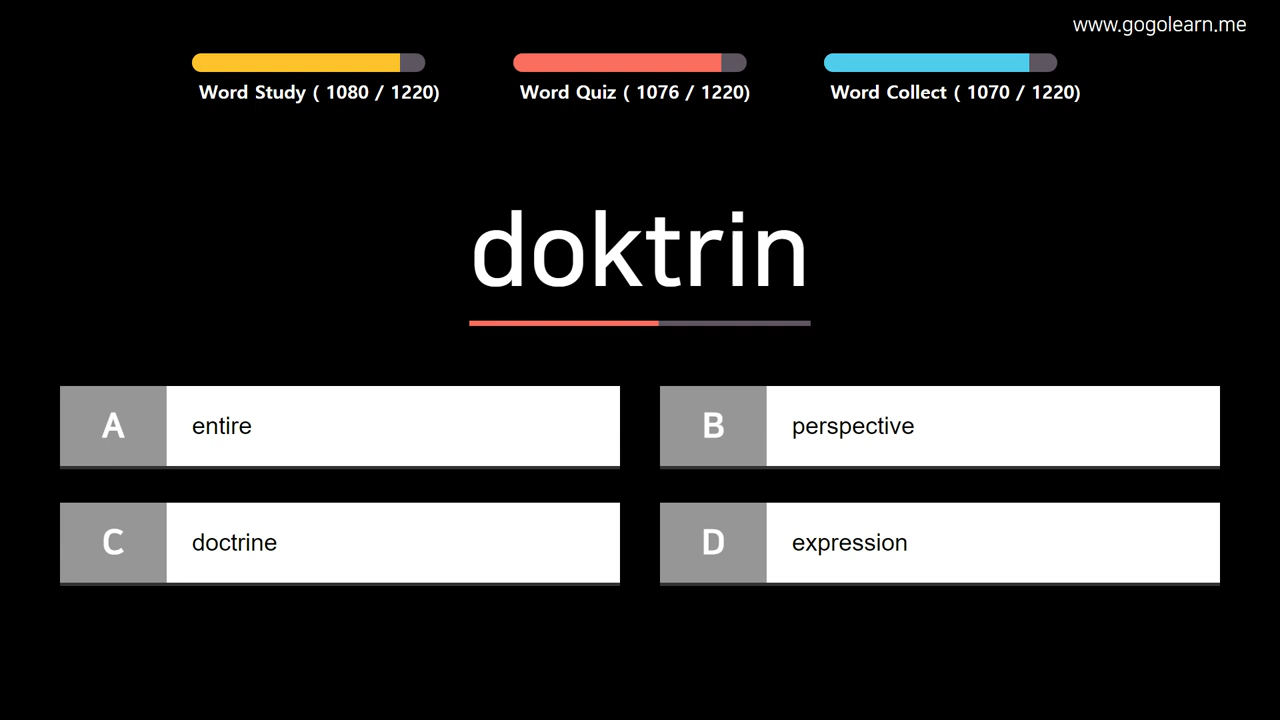 www.gogolearn.me
Word Study ( 1080 / 1220)
Word Quiz ( 1076 / 1220)
Word Collect ( 1070 / 1220)
doktrin
A entire
B perspective
C doctrine
D expression